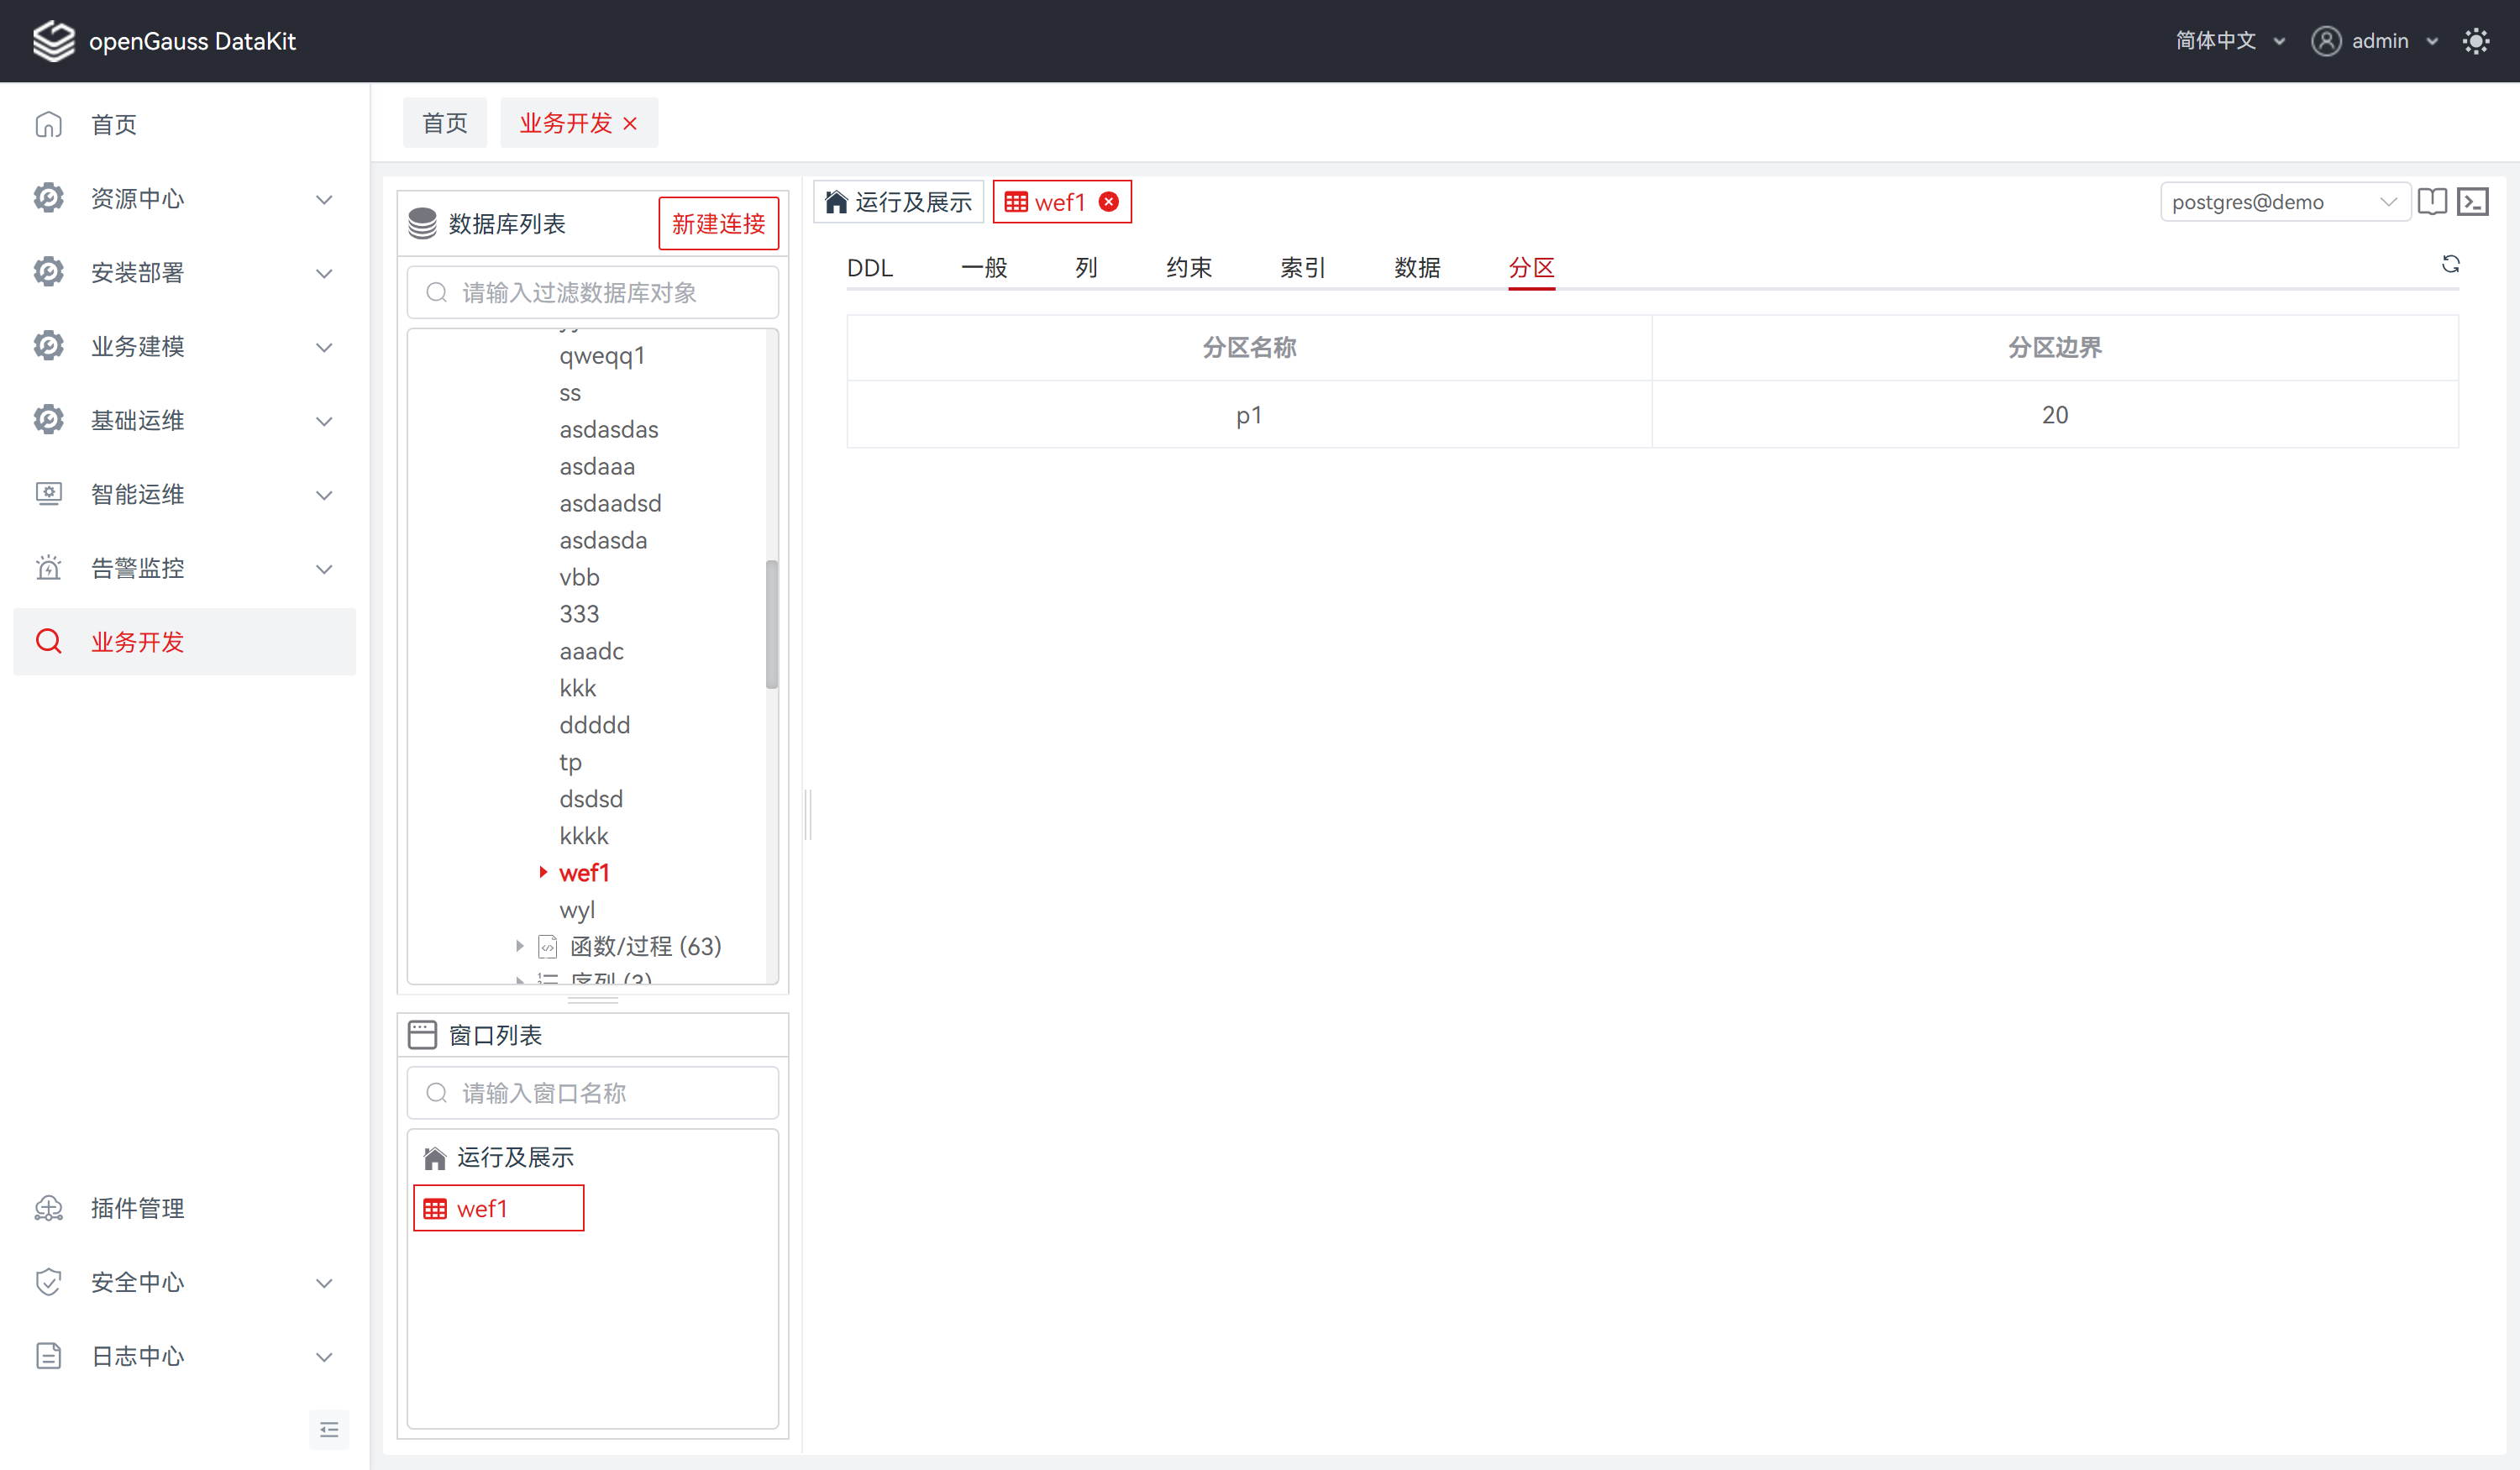 openGauss DataKit
简体中文
admin
首页
资源中心
安装部署
业务建模
基础运维
智能运维
告警监控
业务开发
插件管理
安全中心
日志中心
首页
业务开发
数据库列表
新建连接
请输入过滤数据库对象
qweqq1
ss
asdasdas
asdaaa
asdaadsd
asdasda
vbb
333
aaadc
kkk
ddddd
tp
dsdsd
kkkk
wef1
wyl
函数/过程 (63)
序列 (3)
窗口列表
请输入窗口名称
运行及展示
wef1
运行及展示
wef1
postgres@demo
DDL
一般
列
约束
索引
数据
分区
分区名称
分区边界
p1
20